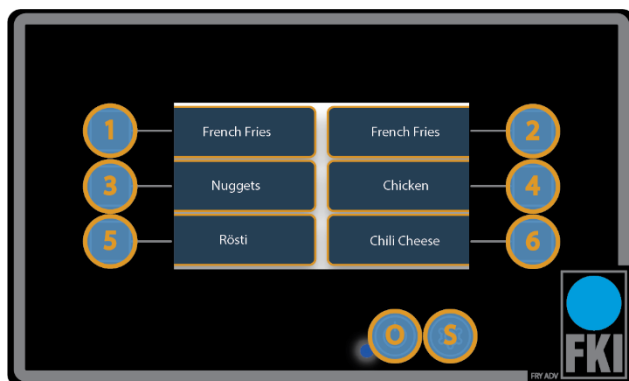 1 French Fries French Fries 2
3 Nuggets Chicken 4
5 Rösti Chili Cheese 6
O S
FKI
FRY ADV